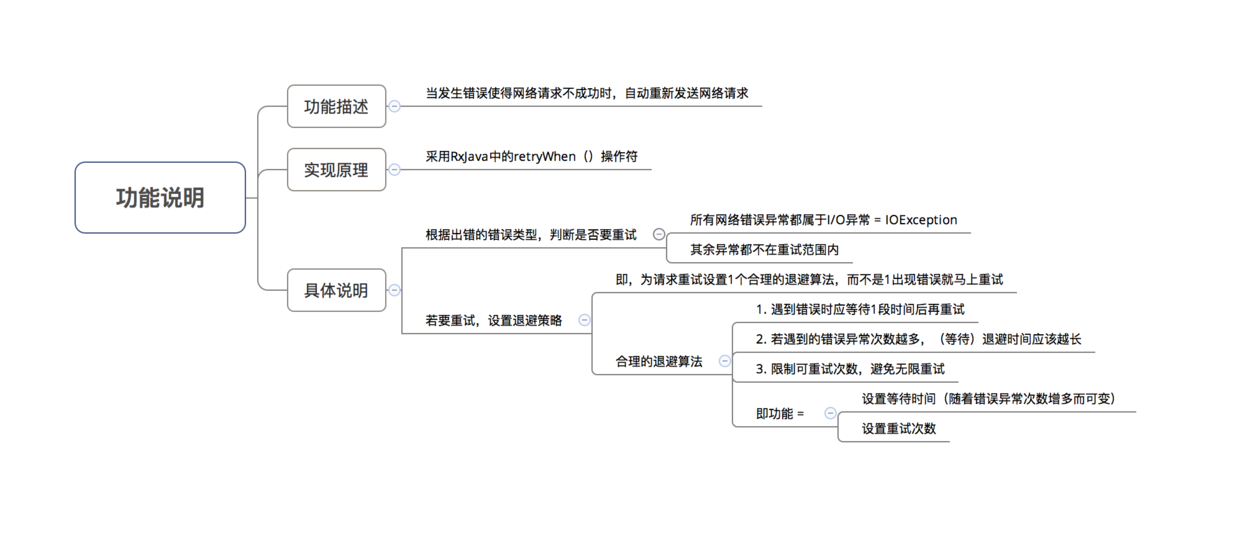 功能说明
功能描述
当发生错误使得网络请求不成功时，自动重新发送网络请求
实现原理
采用RxJava中的retryWhen（）操作符
具体说明
根据出错的错误类型，判断是否要重试
所有网络错误异常都属于I/O异常 = IOException
其余异常都不在重试范围内
若要重试，设置退避策略
即，为请求重试设置1个合理的退避算法，而不是1出现错误就马上重试
合理的退避算法
1. 遇到错误时应等待1段时间后再重试
2. 若遇到的错误异常次数越多，（等待）退避时间应该越长
3. 限制可重试次数，避免无限重试
即功能 =
设置等待时间（随着错误异常次数增多而可变）
设置重试次数